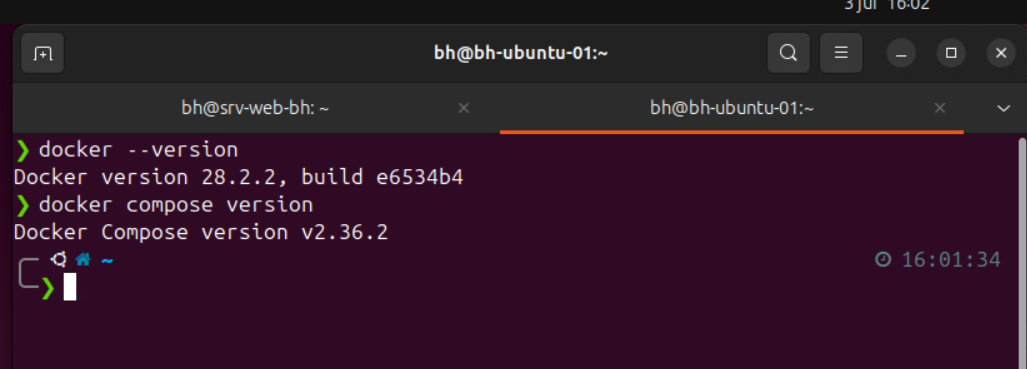 3 jul 16:02
bh@bh-ubuntu-01:~
bh@srv-web-bh: ~
bh@bh-ubuntu-01:~
❯ docker --version
Docker version 28.2.2, build e6534b4
❯ docker compose version
Docker Compose version v2.36.2
~ 16:01:34
❯